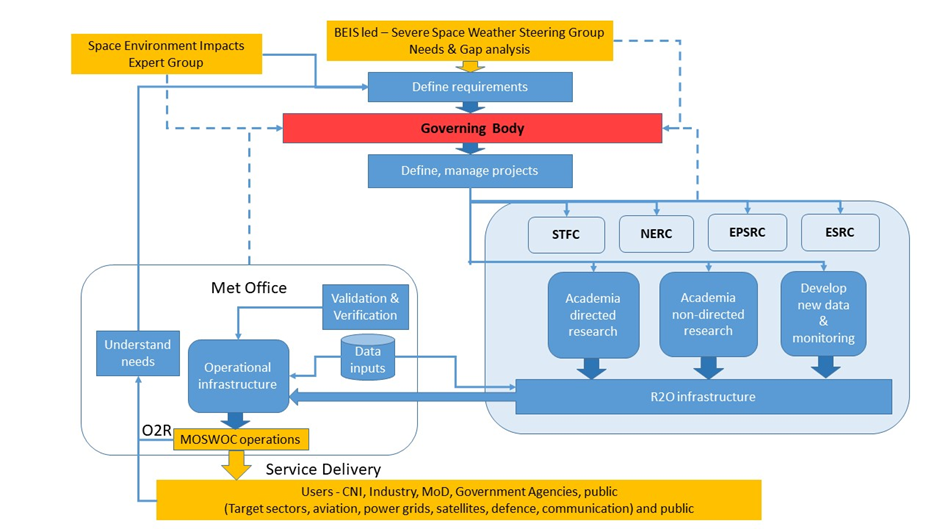 BEIS led – Severe Space Weather Steering Group
Needs & Gap analysis
Space Environment Impacts
Expert Group
Define requirements
Governing Body
Define, manage projects
STFC
NERC
EPSRC
ESRC
Met Office
Validation &
Verification
Academia
directed
research
Academia
non-directed
research
Develop
new data
&
monitoring
Understand
needs
Operational
infrastructure
Data
inputs
R2O infrastructure
O2R
MOSWOC operations
Service Delivery
Users - CNI, Industry, MoD, Government Agencies, public
(Target sectors, aviation, power grids, satellites, defence, communication) and public